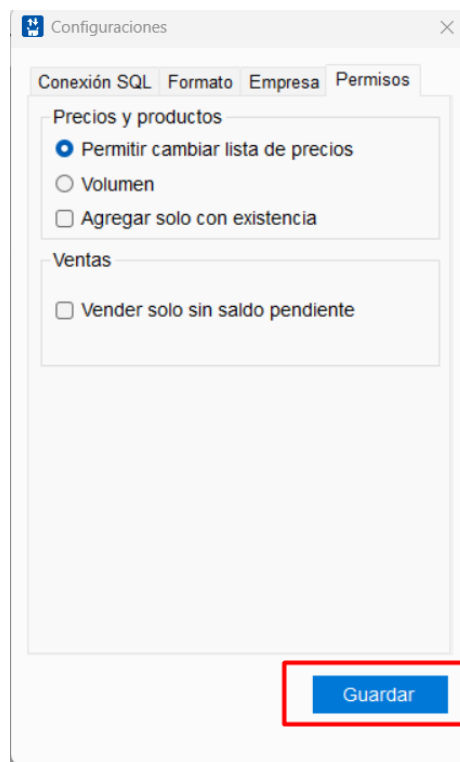 Configuraciones
Conexión SQL Formato Empresa Permisos
Precios y productos
Permitir cambiar lista de precios
Volumen
Agregar solo con existencia
Ventas
Vender solo sin saldo pendiente
Guardar